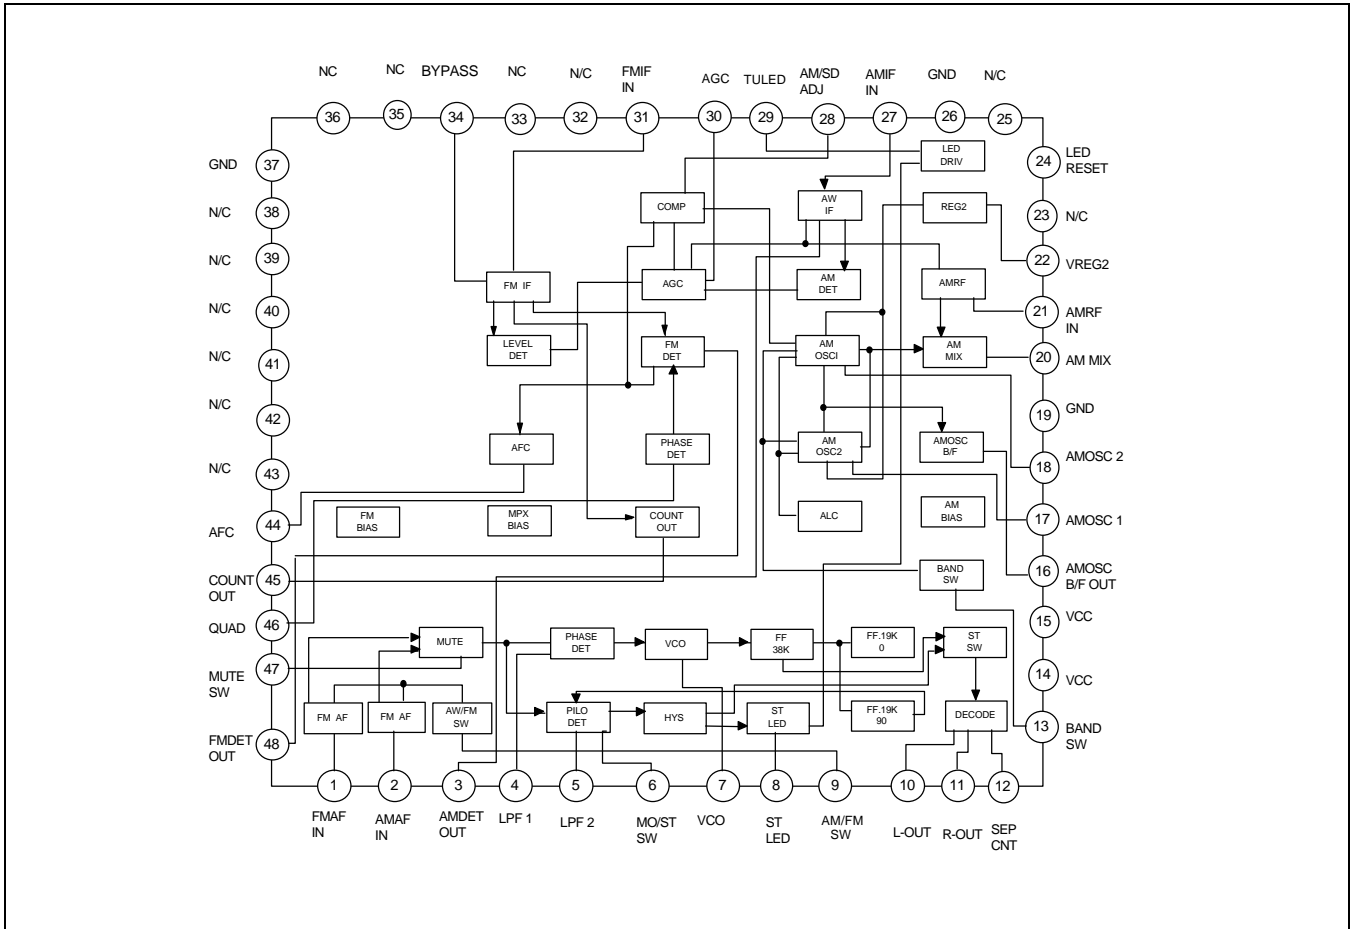 NC
NC
BYPASS
NC
N/C
FMIF
IN
AGC
TULED
AM/SD
ADJ
AMIF
IN
GND
N/C
36
35
34
33
32
31
30
29
28
27
26
25
GND
37
N/C
38
N/C
39
N/C
40
N/C
41
N/C
42
N/C
43
AFC
44
COUNT
OUT
45
QUAD
46
MUTE
SW
47
FMDET
OUT
48
24
LED
RESET
23
N/C
22
VREG2
21
AMRF
IN
20
AM MIX
19
GND
18
AMOSC 2
17
AMOSC 1
16
AMOSC
B/F OUT
15
VCC
14
VCC
13
BAND
SW
LED
DRIV
COMP
AW
IF
REG2
FM IF
AGC
AM
DET
AMRF
LEVEL
DET
FM
DET
AM
OSCI
AM
MIX
AFC
PHASE
DET
AM
OSC2
AMOSC
B/F
FM
BIAS
MPX
BIAS
COUNT
OUT
ALC
AM
BIAS
BAND
SW
MUTE
PHASE
DET
VCO
FF
38K
FF.19K
0
ST
SW
FM AF
FM AF
AW/FM
SW
PILO
DET
HYS
ST
LED
FF.19K
90
DECODE
1
2
3
4
5
6
7
8
9
10
11
12
FMAF
IN
AMAF
IN
AMDET
OUT
LPF 1
LPF 2
MO/ST
SW
VCO
ST
LED
AM/FM
SW
L-OUT
R-OUT
SEP
CNT